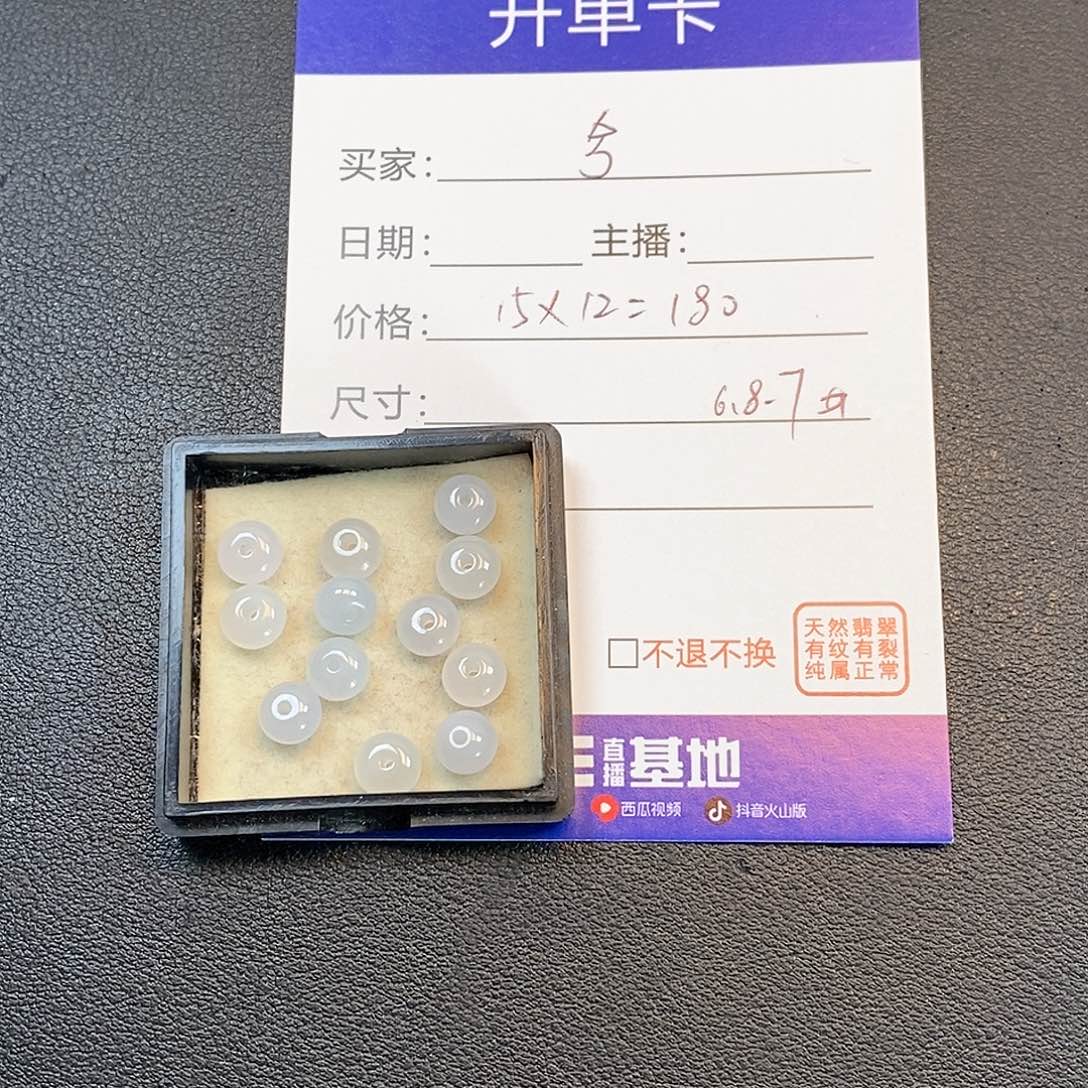 开单卡
买家：
日期： 主播：
价格：15×12=180
尺寸： 6.8-7
□不退不换
天然翡翠
有纹有裂
纯属正常
直播基地
西瓜视频 抖音火山版